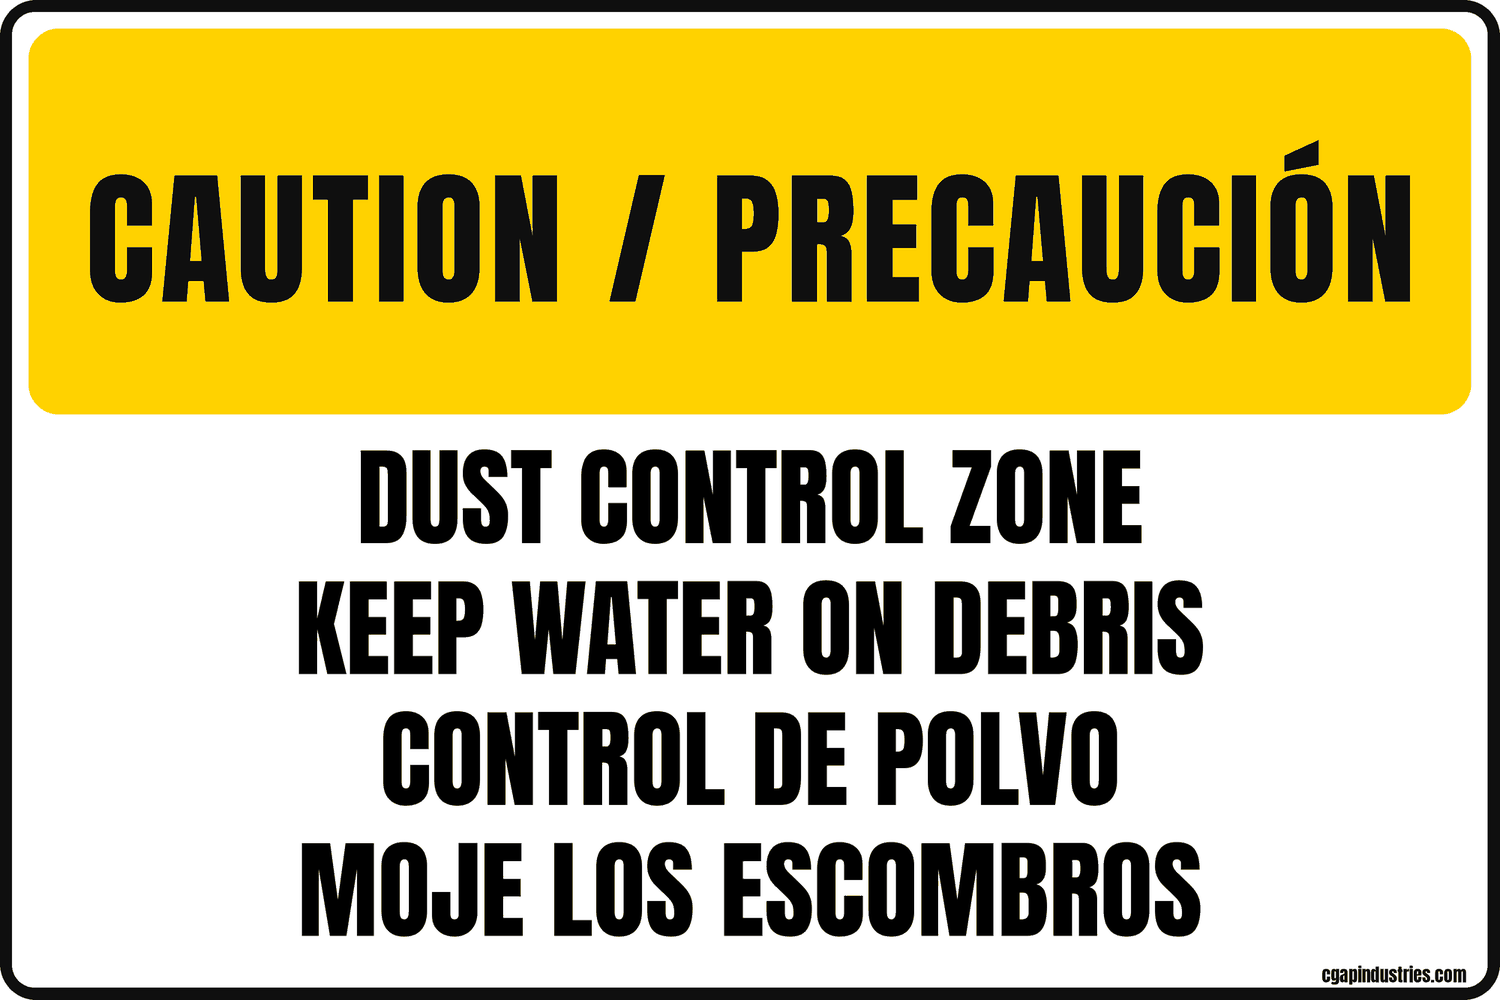 CAUTION / PRECAUCIÓN
DUST CONTROL ZONE
KEEP WATER ON DEBRIS
CONTROL DE POLVO
MOJE LOS ESCOMBROS
cgapindustries.com